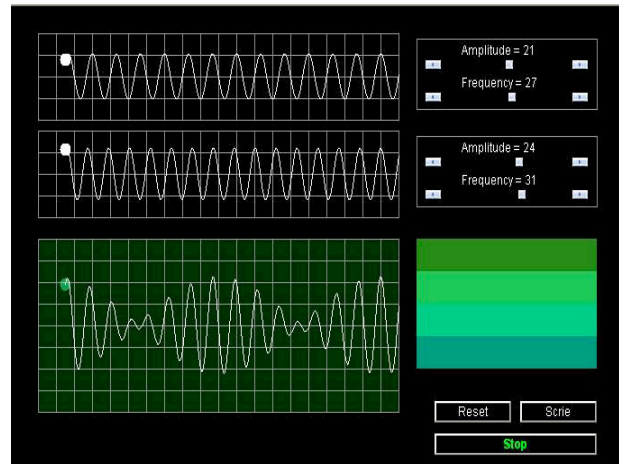 Amplitude = 21
Frequency = 27
Amplitude = 24
Frequency = 31
Reset
Scrie
Stop